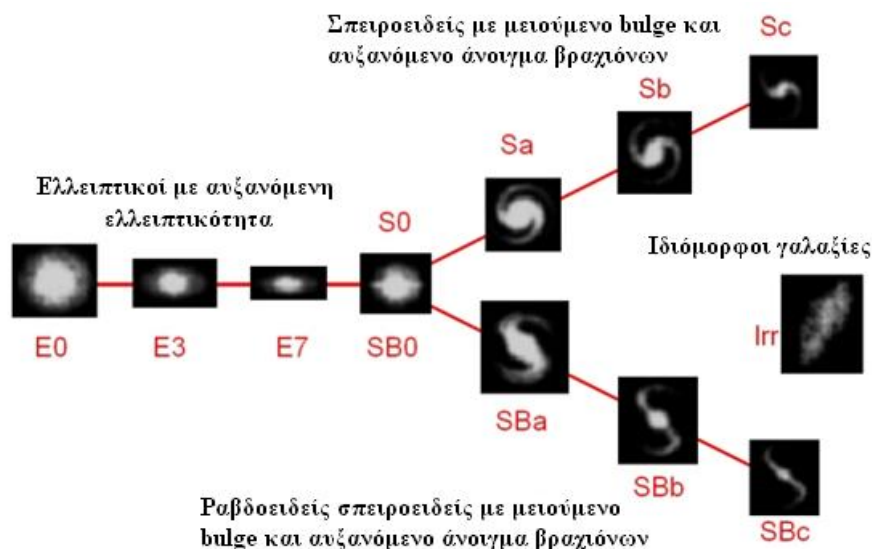 Σπειροειδείς με μειούμενο bulge και
αυξανόμενο άνοιγμα βραχιόνων
Sc
Sb
Sa
Ελλειπτικοί με αυξανόμενη
ελλειπτικότητα
S0
Ιδιόμορφοι γαλαξίες
Irr
E0
E3
E7
SB0
SBa
SBb
SBc
Ραβδοειδείς σπειροειδείς με μειούμενο
bulge και αυξανόμενο άνοιγμα βραχιόνων